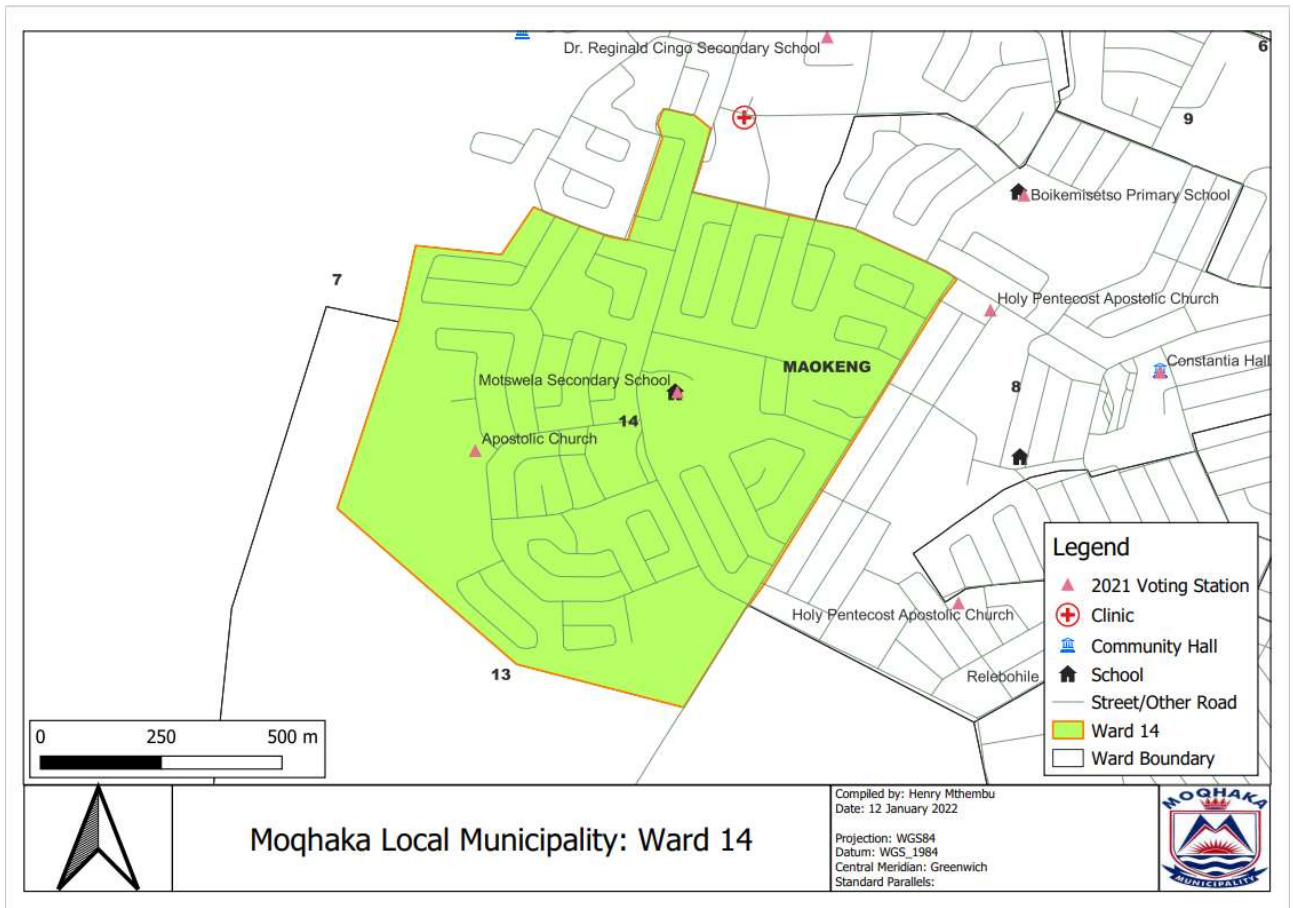 Dr. Reginald Cingo Secondary School
6
9
Boikemisetso Primary School
7
Holy Pentecost Apostolic Church
MAOKENG
Constantia Hall
Motswela Secondary School
8
14
Apostolic Church
Holy Pentecost Apostolic Church
13
Relebohile
Legend
2021 Voting Station
Clinic
Community Hall
School
Street/Other Road
Ward 14
Ward Boundary
0 250 500 m
Moqhaka Local Municipality: Ward 14
Compiled by: Henry Mthembu
Date: 12 January 2022
Projection: WGS84
Datum: WGS_1984
Central Meridian: Greenwich
Standard Parallels:
MOQHAKA
MUNICIPALITY